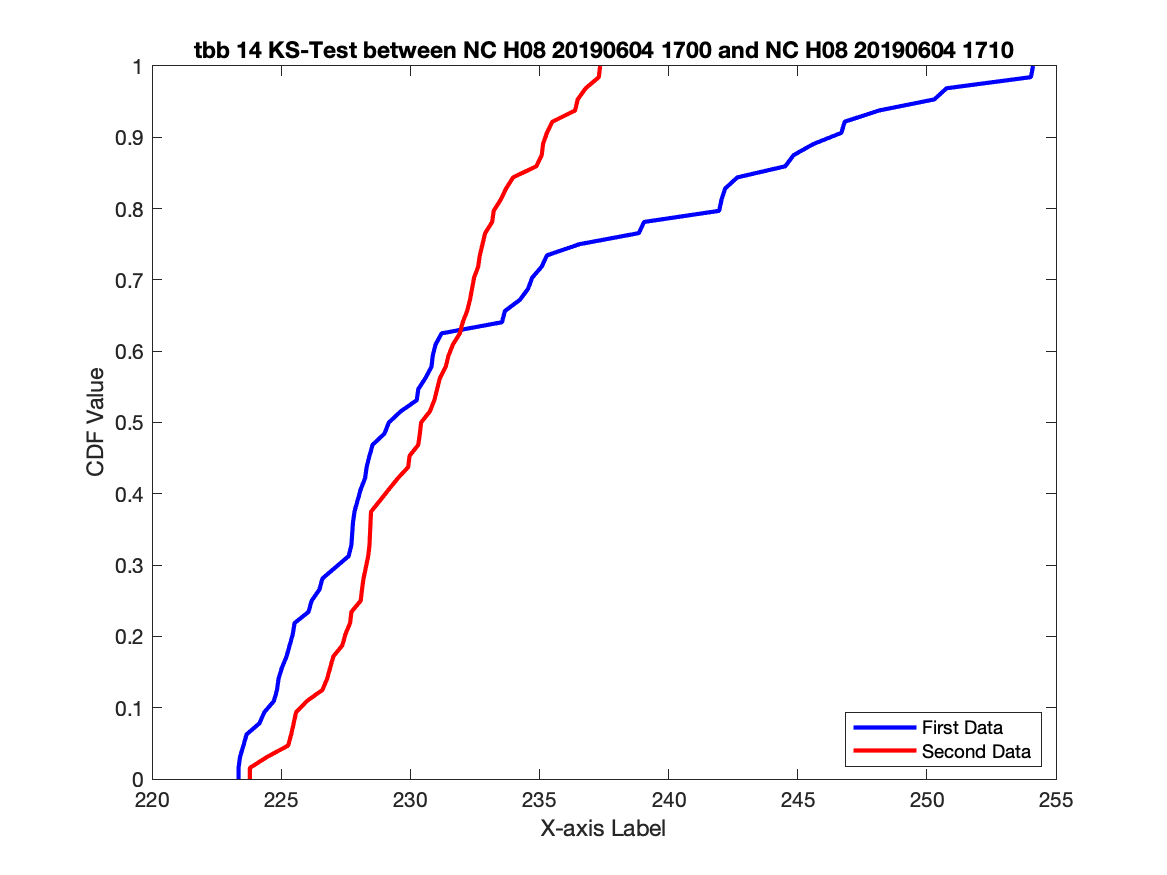 tbb 14 KS-Test between NC H08 20190604 1700 and NC H08 20190604 1710
1
0.9
0.8
0.7
0.6
0.5
0.4
0.3
0.2
0.1
0
CDF Value
220 225 230 235 240 245 250 255
X-axis Label
First Data
Second Data